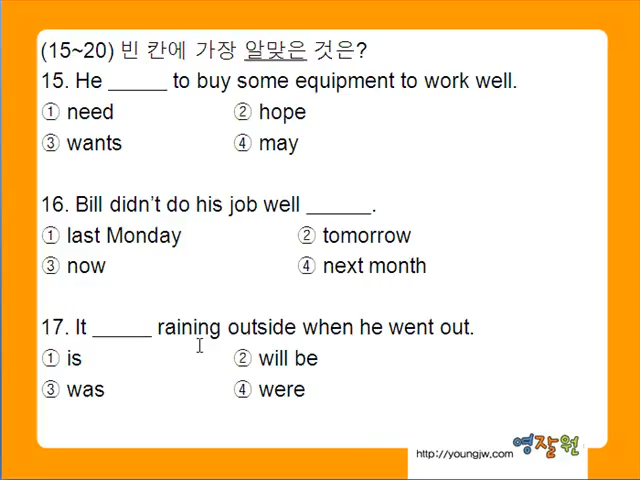 (15~20) 빈 칸에 가장 알맞은 것은?
15. He _____ to buy some equipment to work well.
① need ② hope
③ wants ④ may
16. Bill didn't do his job well ______.
① last Monday ② tomorrow
③ now ④ next month
17. It _____ raining outside when he went out.
① is ② will be
③ was ④ were
http://youngjw.com 영잘원